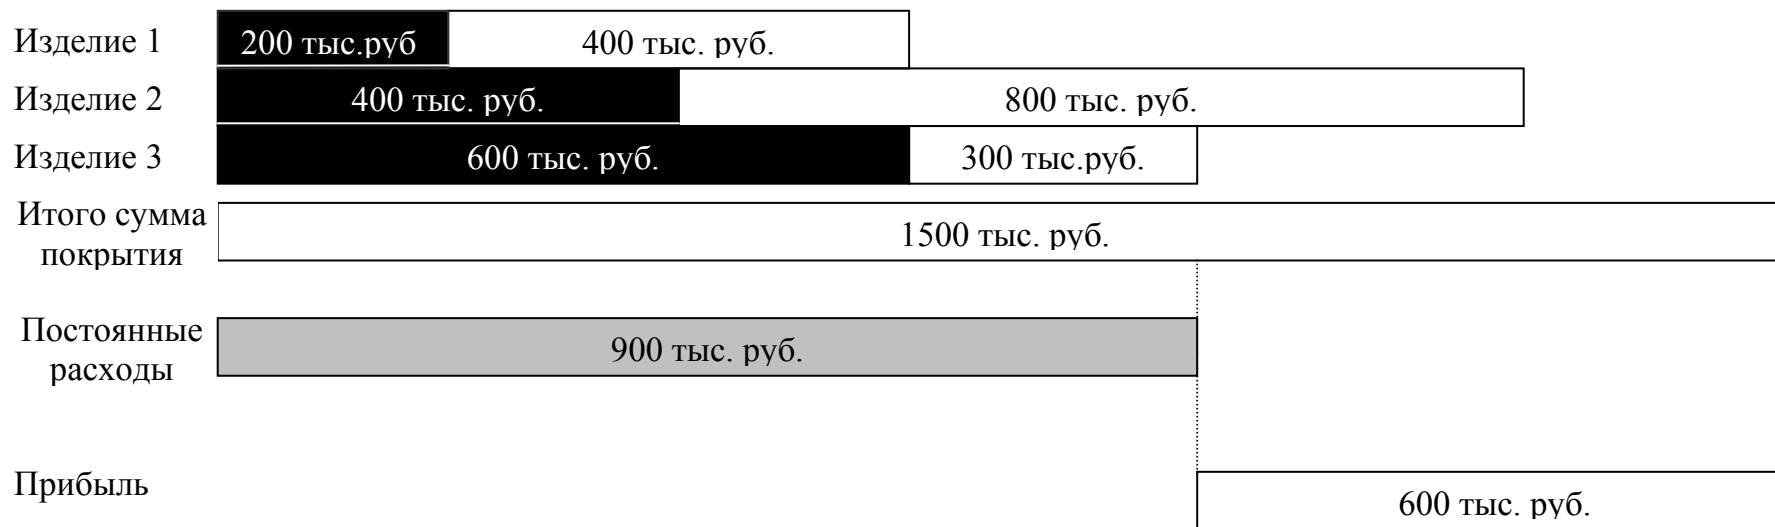 Изделие 1 200 тыс.руб 400 тыс. руб.
Изделие 2 400 тыс. руб. 800 тыс. руб.
Изделие 3 600 тыс. руб. 300 тыс.руб.
Итого сумма
покрытия
1500 тыс. руб.
Постоянные
расходы
900 тыс. руб.
Прибыль
600 тыс. руб.